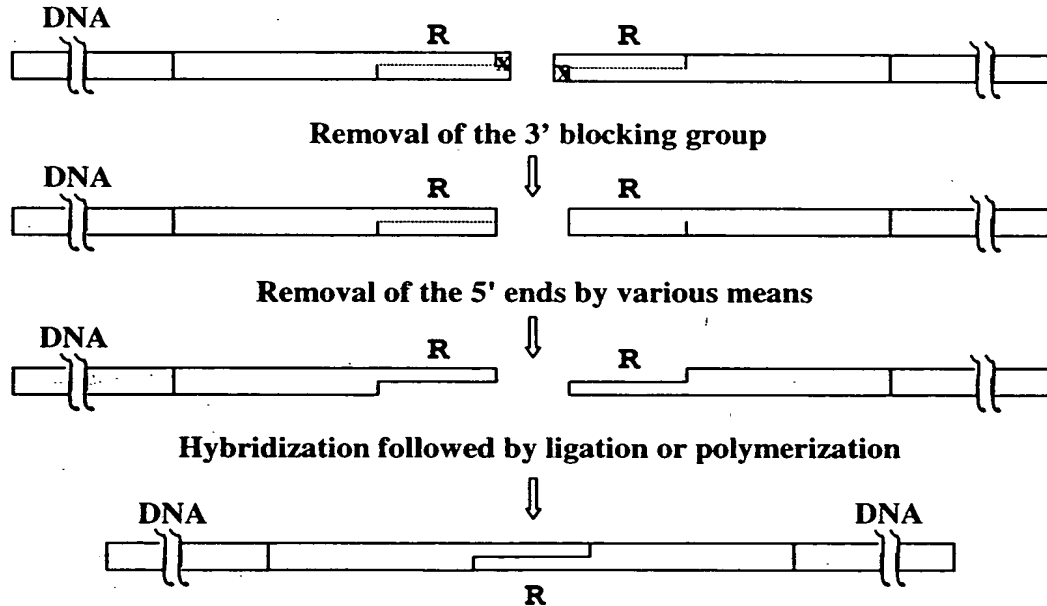 DNA
R R
X X
Removal of the 3’ blocking group
DNA
R R
Removal of the 5' ends by various means
DNA
R R
Hybridization followed by ligation or polymerization
DNA DNA
R